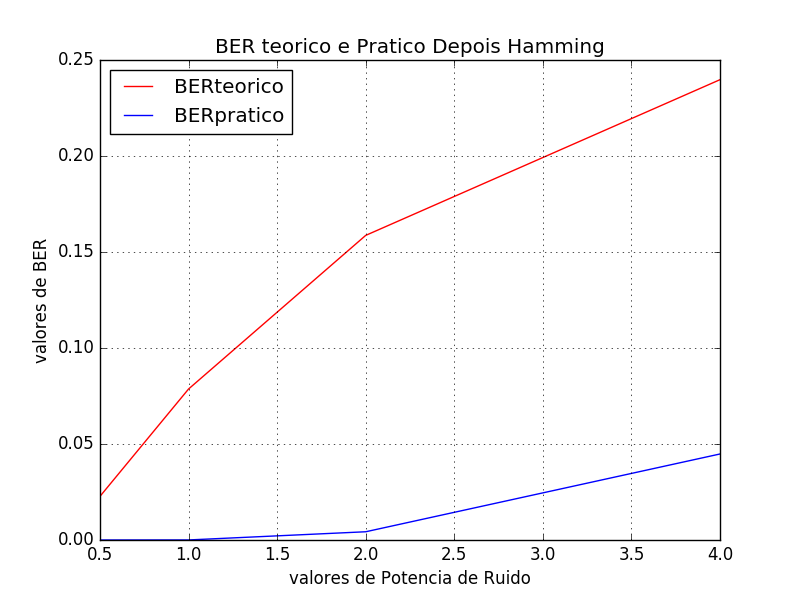 BER teorico e Pratico Depois Hamming
BERteorico
BERpratico
0.25
0.20
0.15
0.10
0.05
0.00
valores de BER
0.5 1.0 1.5 2.0 2.5 3.0 3.5 4.0
valores de Potencia de Ruido